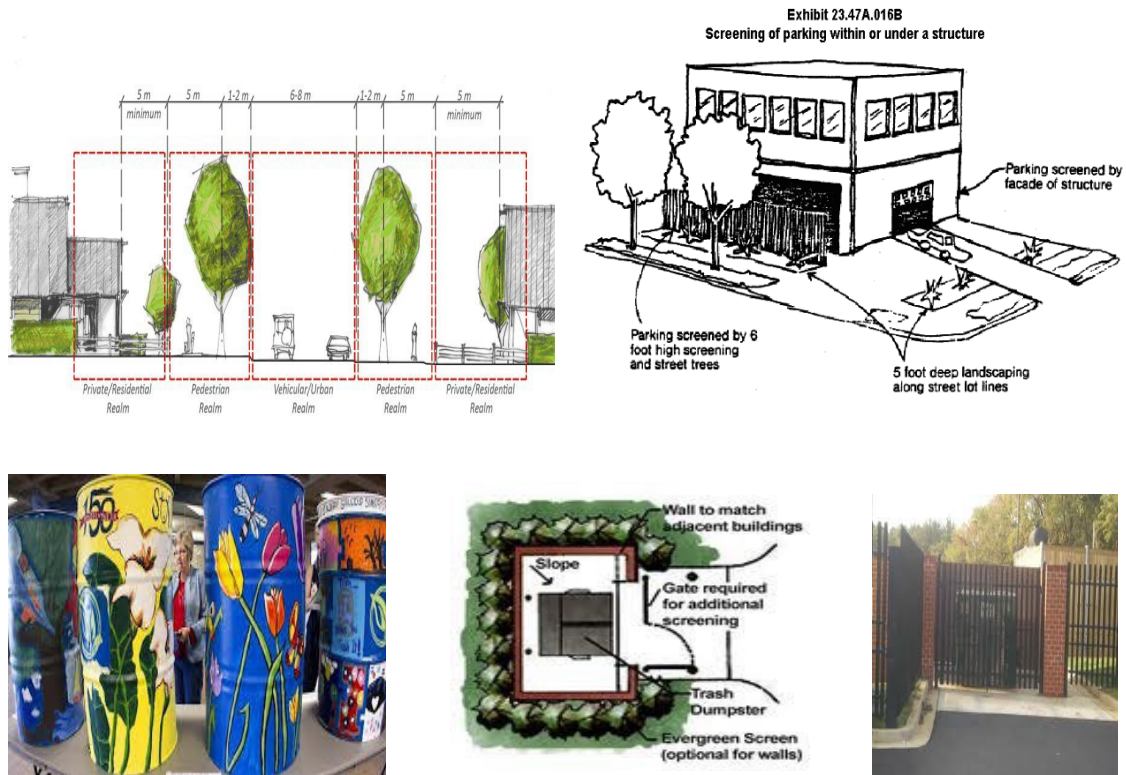 Exhibit 23.47A.016B
Screening of parking within or under a structure
5 m
5 m
1-2 m
6-8 m
1-2 m
5 m
5 m
minimum
minimum
Private/Residential
Realm
Pedestrian
Realm
Vehicular/Urban
Realm
Pedestrian
Realm
Private/Residential
Realm
Parking screened by
facade of structure
Parking screened by 6
foot high screening
and street trees
5 foot deep landscaping
along street lot lines
150
Wall to match
adjacent buildings
Slope
Gate required
for additional
screening
Trash
Dumpster
Evergreen Screen
(optional for walls)